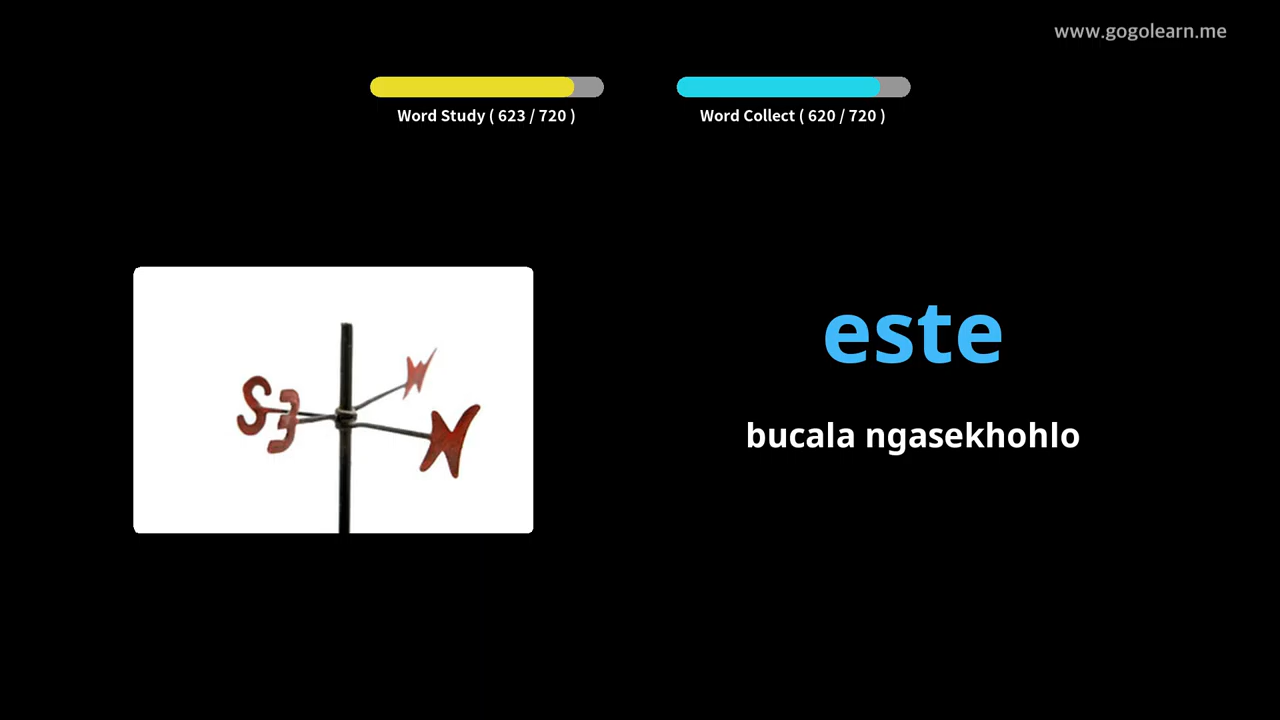 www.gogolearn.me
Word Study ( 623 / 720 )
Word Collect ( 620 / 720 )
S E N
este
bucala ngasekhohlo